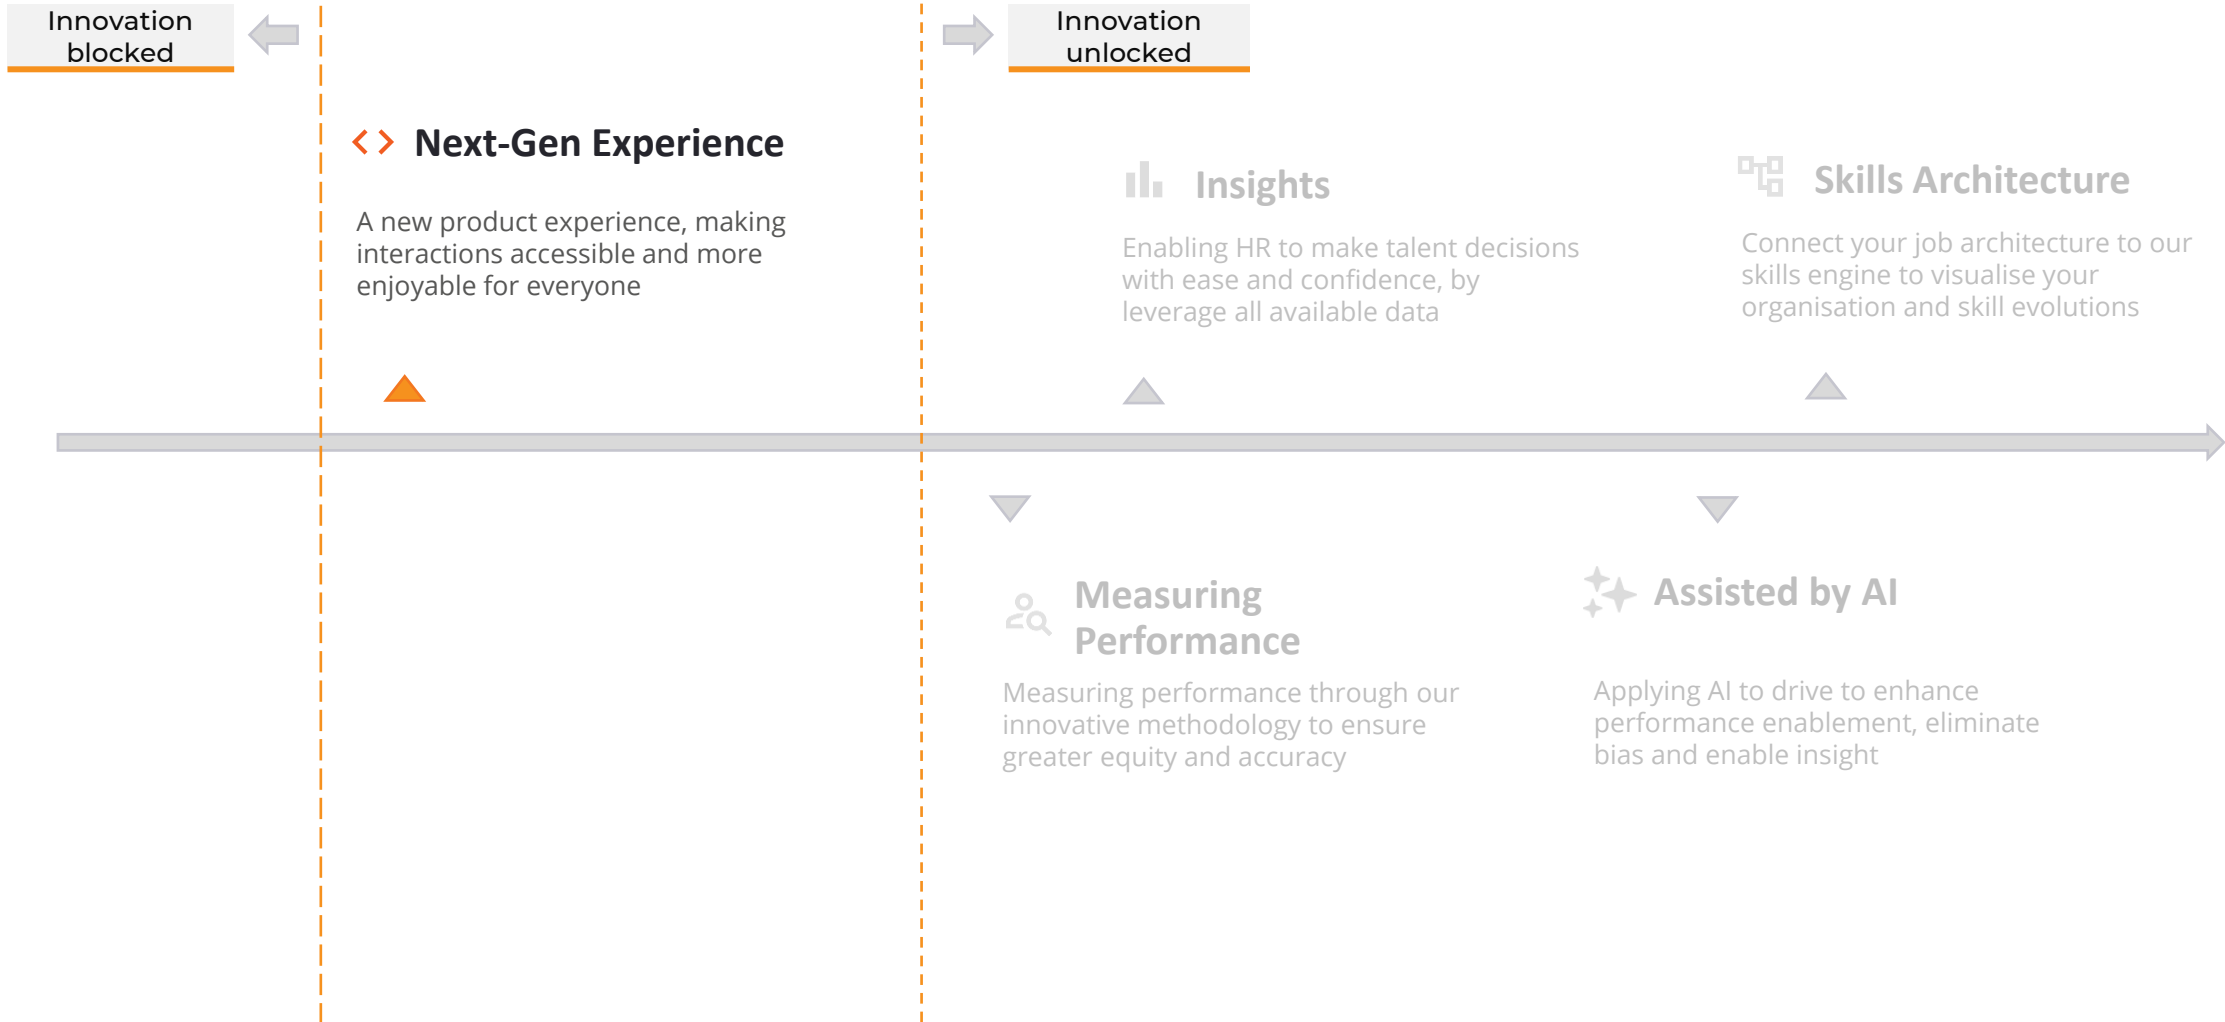 Innovation
blocked
Innovation
unlocked
Next-Gen Experience
A new product experience, making
interactions accessible and more
enjoyable for everyone
Insights
Enabling HR to make talent decisions
with ease and confidence, by
leverage all available data
Skills Architecture
Connect your job architecture to our
skills engine to visualise your
organisation and skill evolutions
Measuring
Performance
Measuring performance through our
innovative methodology to ensure
greater equity and accuracy
Assisted by AI
Applying AI to drive to enhance
performance enablement, eliminate
bias and enable insight